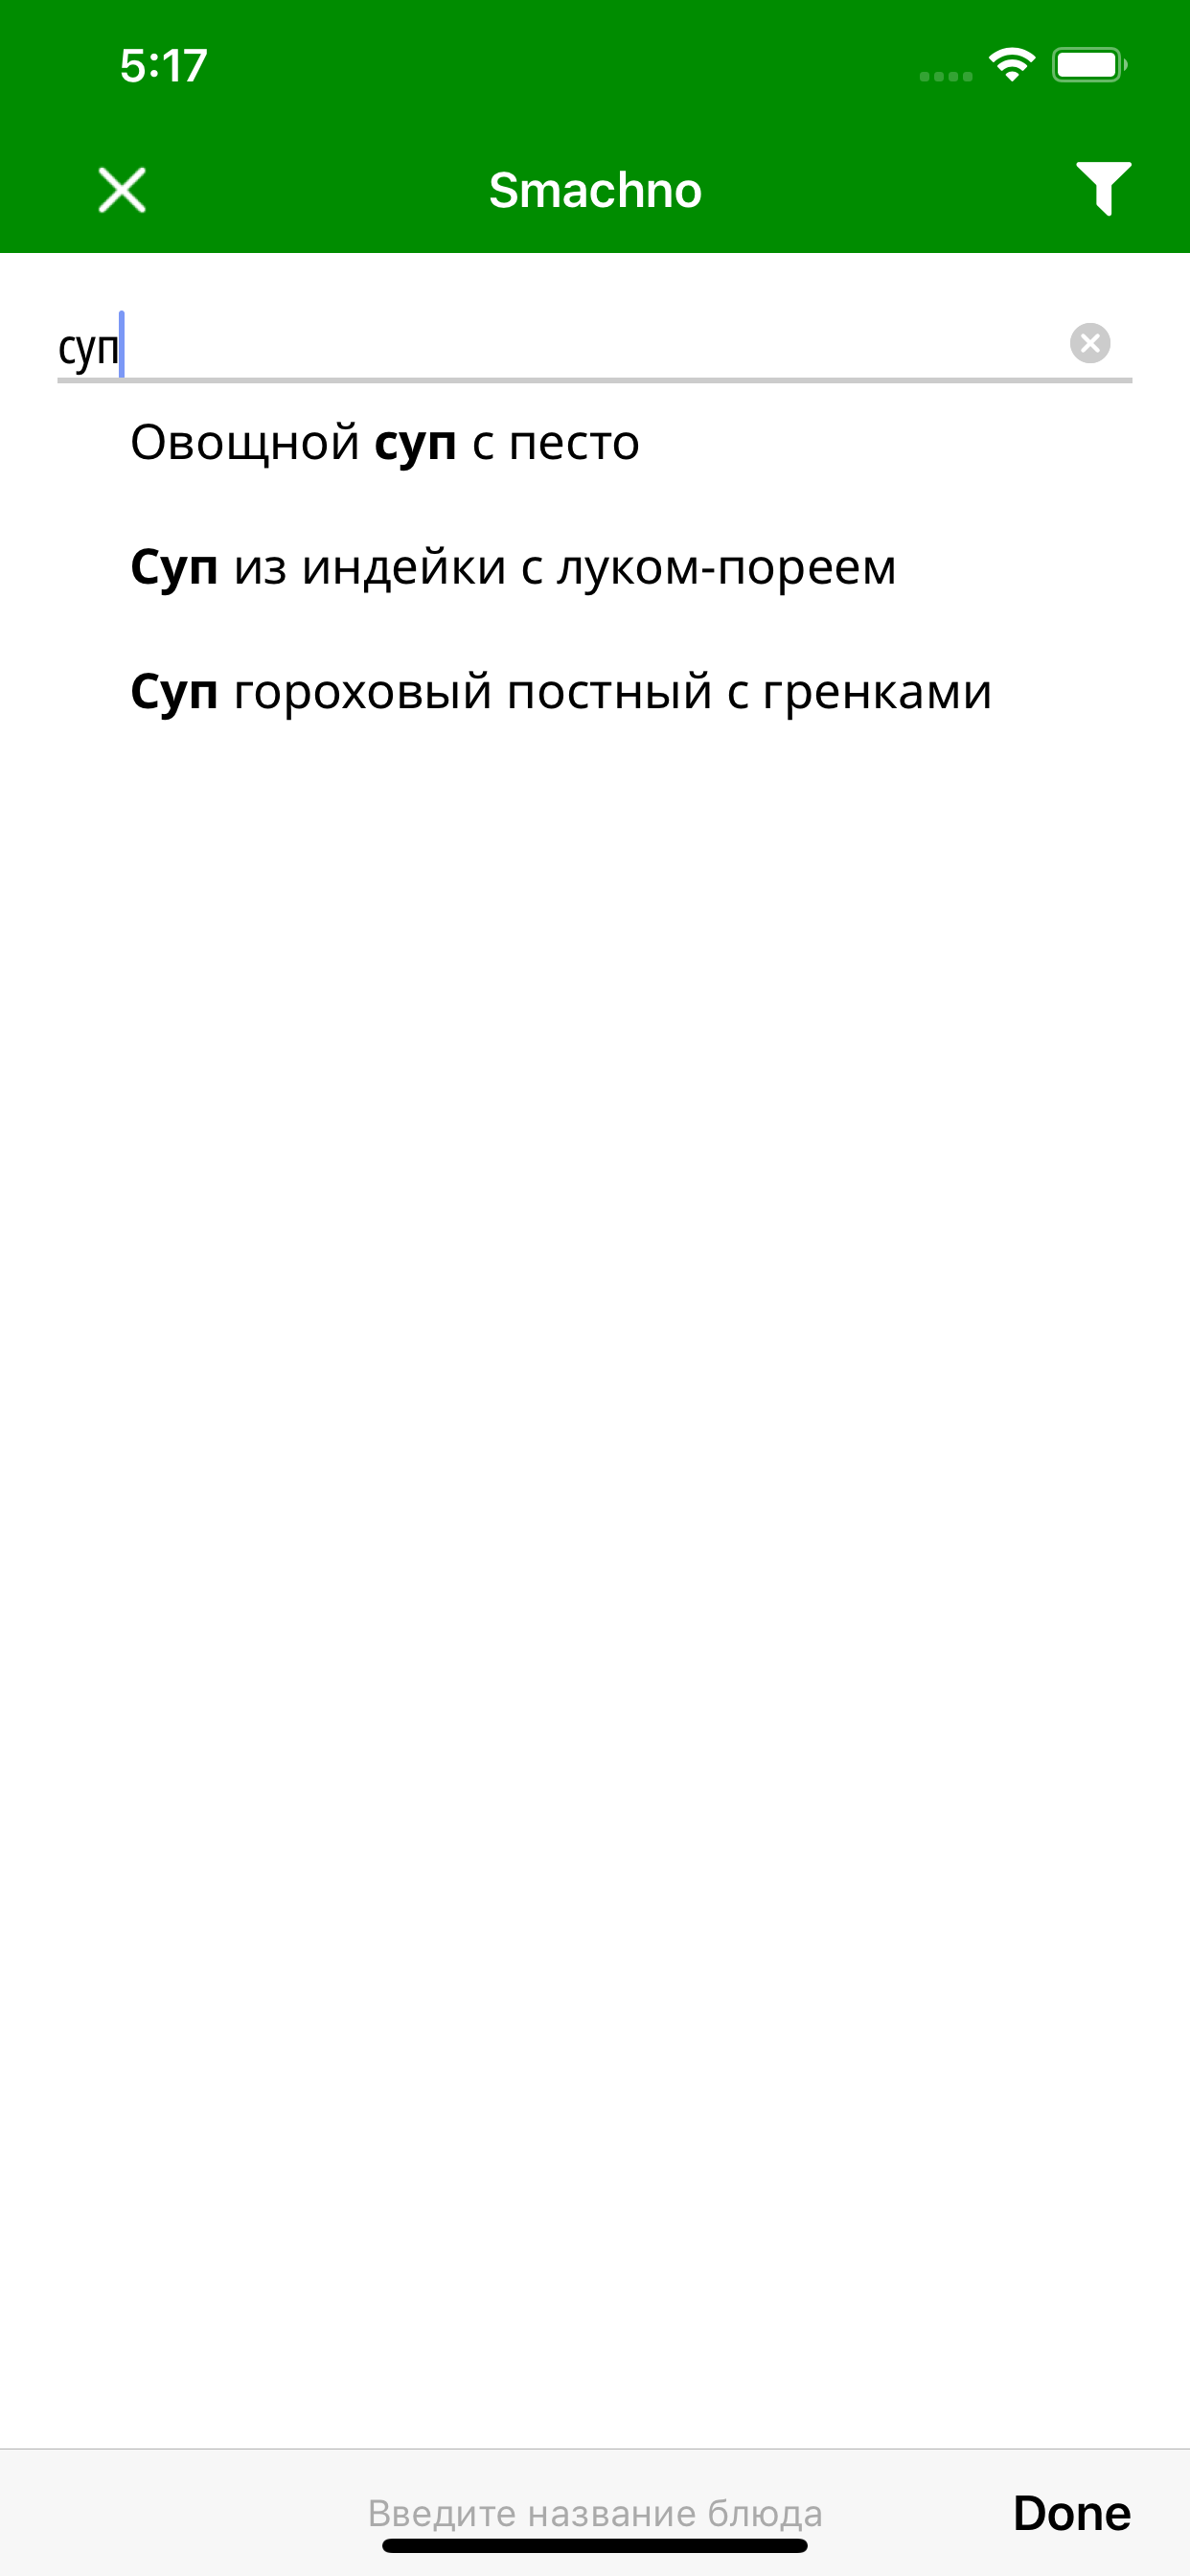 5:17
Smachno
суп
Овощной суп с песто
Суп из индейки с луком-пореем
Суп гороховый постный с гренками
Введите название блюда
Done